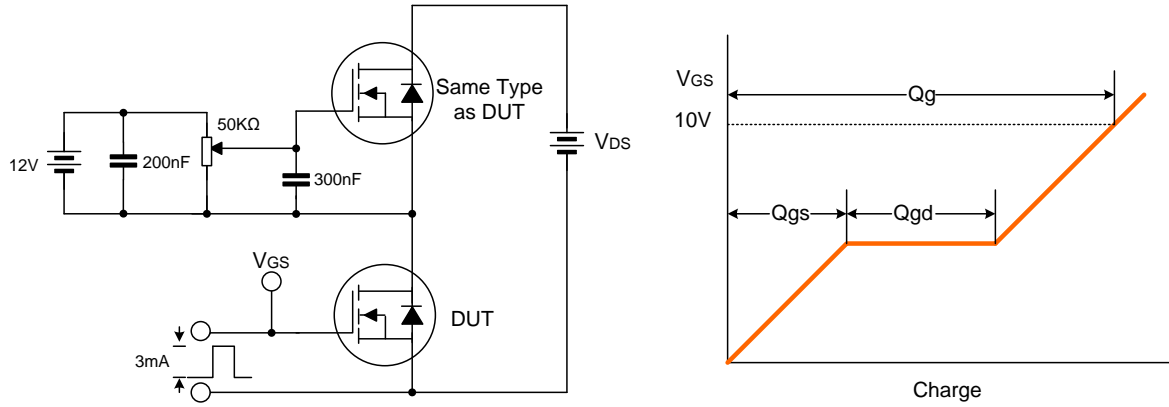 Same Type
as DUT
50KΩ
12V
200nF
300nF
VDS
VGS
DUT
3mA
VGS
10V
Qg
Qgs
Qgd
Charge